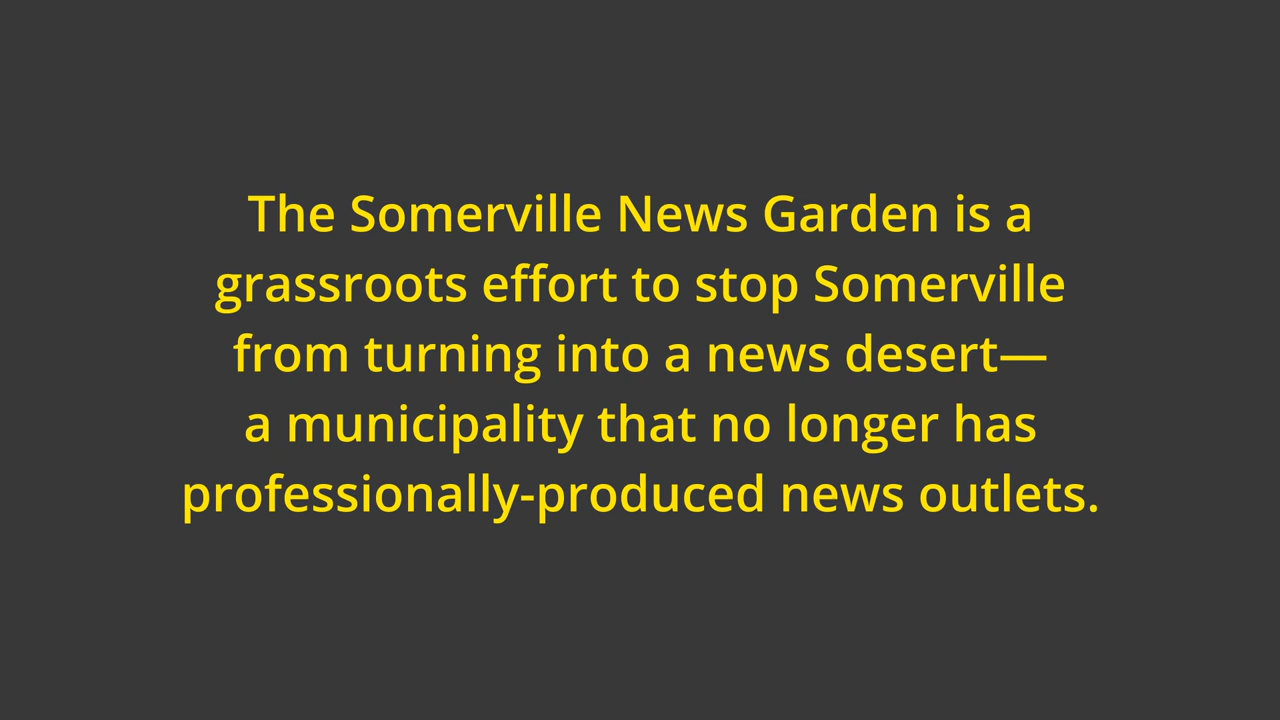 The Somerville News Garden is a
grassroots effort to stop Somerville
from turning into a news desert—
a municipality that no longer has
professionally-produced news outlets.